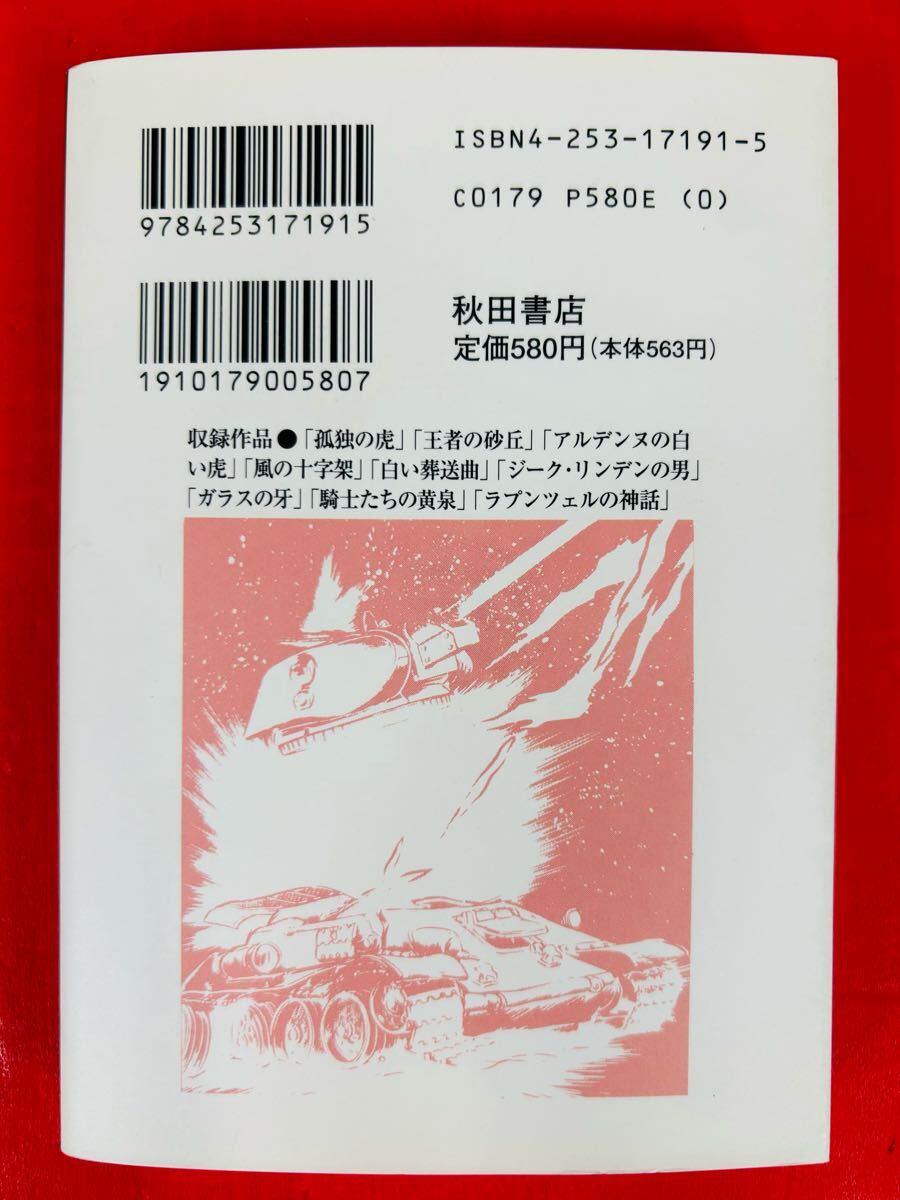 ISBN4-253-17191-5
C0179 P580E (0)
9784253171915
秋田書店
定価580円(本体563円)
1910179005807
収録作品●「孤独の虎」「王者の砂丘」「アルデンヌの白
い虎」「風の十字架」「白い葬送曲」「ジーク・リンデンの男」
「ガラスの牙」「騎士たちの黄泉」「ラプンツェルの神話」